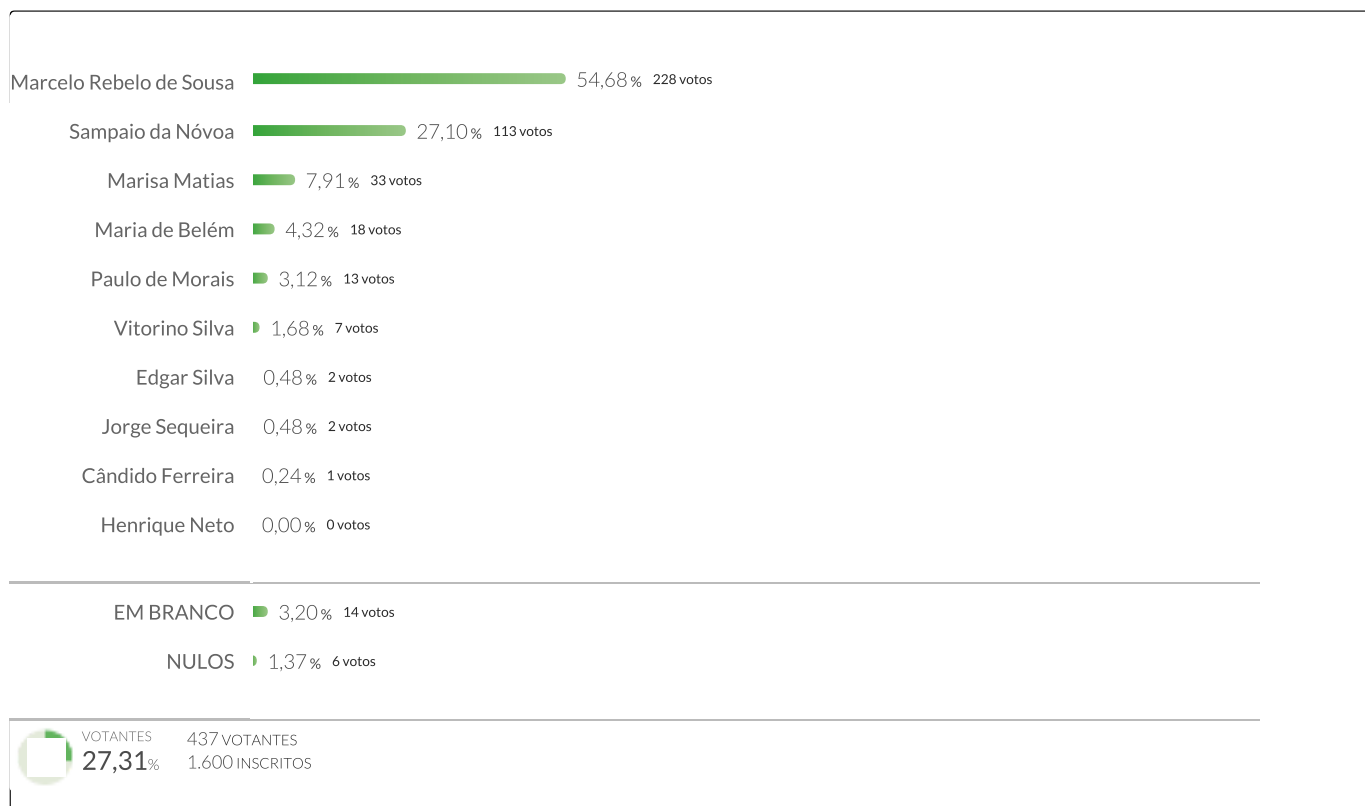 Marcelo Rebelo de Sousa 54,68 % 228 votos
Sampaio da Nóvoa 27,10 % 113 votos
Marisa Matias 7,91 % 33 votos
Maria de Belém 4,32 % 18 votos
Paulo de Morais 3,12 % 13 votos
Vitorino Silva 1,68 % 7 votos
Edgar Silva 0,48 % 2 votos
Jorge Sequeira 0,48 % 2 votos
Cândido Ferreira 0,24 % 1 votos
Henrique Neto 0,00 % 0 votos
EM BRANCO 3,20 % 14 votos
NULOS 1,37 % 6 votos
VOTANTES
27,31%
437 VOTANTES
1.600 INSCRITOS